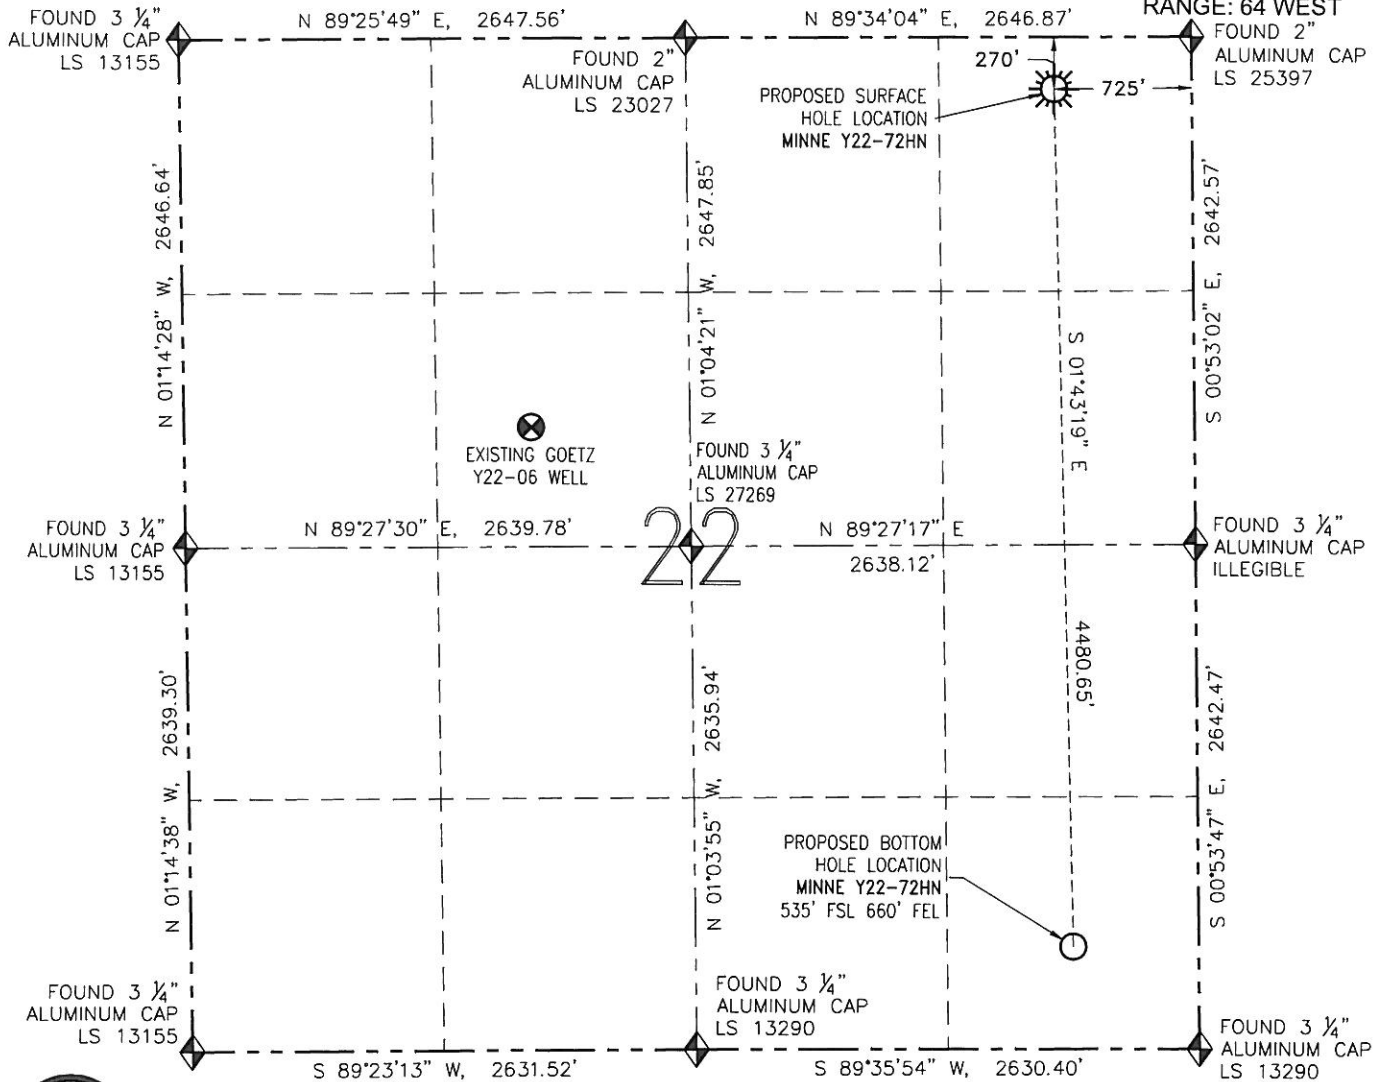 RANGE: 64 WEST
FOUND 3 ¼"
ALUMINUM CAP
LS 13155
N 89°25'49" E, 2647.56'
N 89°34'04" E, 2646.87'
FOUND 2"
ALUMINUM CAP
LS 25397
FOUND 2"
ALUMINUM CAP
LS 23027
270'
725'
PROPOSED SURFACE
HOLE LOCATION
MINNE Y22-72HN
N 01°14'28" W, 2646.64'
N 01°04'21" W, 2647.85'
S 00°53'02" E, 2642.57'
S 01°43'19" E
4480.65'
EXISTING GOETZ
Y22-06 WELL
FOUND 3 ¼"
ALUMINUM CAP
LS 27269
FOUND 3 ¼"
ALUMINUM CAP
LS 13155
N 89°27'30" E, 2639.78'
22
N 89°27'17" E
2638.12'
FOUND 3 ¼"
ALUMINUM CAP
ILLEGIBLE
N 01°14'38" W, 2639.30'
N 01°03'55" W, 2635.94'
S 00°53'47" E, 2642.47'
PROPOSED BOTTOM
HOLE LOCATION
MINNE Y22-72HN
535' FSL 660' FEL
FOUND 3 ¼"
ALUMINUM CAP
LS 13155
FOUND 3 ¼"
ALUMINUM CAP
LS 13290
FOUND 3 ¼"
ALUMINUM CAP
LS 13290
S 89°23'13" W, 2631.52'
S 89°35'54" W, 2630.40'